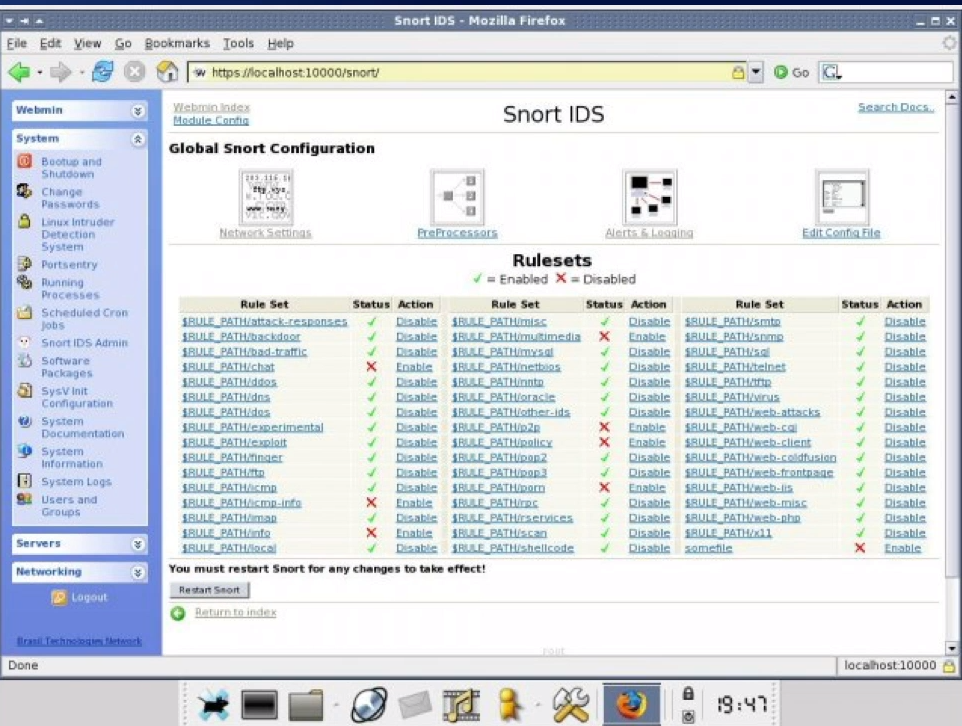 Snort IDS - Mozilla Firefox
File Edit View Go Bookmarks Tools Help
https://localhost:10000/snort/
Go
Webmin
System
Bootup and
Shutdown
Change
Passwords
Linux Intruder
Detection
System
Portsentry
Running
Processes
Scheduled Cron
Jobs
Snort IDS Admin
Software
Packages
SysV Init
Configuration
System
Documentation
System
Information
System Logs
Users and
Groups
Servers
Networking
Logout
Brasil Technologies Network
Webmin Index
Module Config
Snort IDS
Search Docs..
Global Snort Configuration
Network Settings
PreProcessors
Alerts & Logging
Edit Config File
Rulesets
✓ = Enabled ✗ = Disabled
Rule Set Status Action Rule Set Status Action Rule Set Status Action
$RULE_PATH/attack-responses ✓ Disable $RULE_PATH/misc ✓ Disable $RULE_PATH/smtp ✓ Disable
$RULE_PATH/backdoor ✓ Disable $RULE_PATH/multimedia ✗ Enable $RULE_PATH/snmp ✓ Disable
$RULE_PATH/bad-traffic ✓ Disable $RULE_PATH/mysql ✓ Disable $RULE_PATH/sql ✓ Disable
$RULE_PATH/chat ✗ Enable $RULE_PATH/netbios ✓ Disable $RULE_PATH/telnet ✓ Disable
$RULE_PATH/ddos ✓ Disable $RULE_PATH/nntp ✓ Disable $RULE_PATH/tftp ✓ Disable
$RULE_PATH/dns ✓ Disable $RULE_PATH/oracle ✓ Disable $RULE_PATH/virus ✓ Disable
$RULE_PATH/dos ✓ Disable $RULE_PATH/other-ids ✓ Disable $RULE_PATH/web-attacks ✓ Disable
$RULE_PATH/experimental ✓ Disable $RULE_PATH/p2p ✗ Enable $RULE_PATH/web-cgi ✓ Disable
$RULE_PATH/exploit ✓ Disable $RULE_PATH/policy ✗ Enable $RULE_PATH/web-client ✓ Disable
$RULE_PATH/finger ✓ Disable $RULE_PATH/pop2 ✓ Disable $RULE_PATH/web-coldfusion ✓ Disable
$RULE_PATH/ftp ✓ Disable $RULE_PATH/pop3 ✓ Disable $RULE_PATH/web-frontpage ✓ Disable
$RULE_PATH/icmp ✓ Disable $RULE_PATH/porn ✗ Enable $RULE_PATH/web-iis ✓ Disable
$RULE_PATH/icmp-info ✗ Enable $RULE_PATH/rpc ✓ Disable $RULE_PATH/web-misc ✓ Disable
$RULE_PATH/imap ✓ Disable $RULE_PATH/rservices ✓ Disable $RULE_PATH/web-php ✓ Disable
$RULE_PATH/info ✗ Enable $RULE_PATH/scan ✓ Disable $RULE_PATH/x11 ✓ Disable
$RULE_PATH/local ✓ Disable $RULE_PATH/shellcode ✓ Disable somefile ✗ Enable
You must restart Snort for any changes to take effect!
Restart Snort
Return to index
root
Done
localhost:10000
19:47